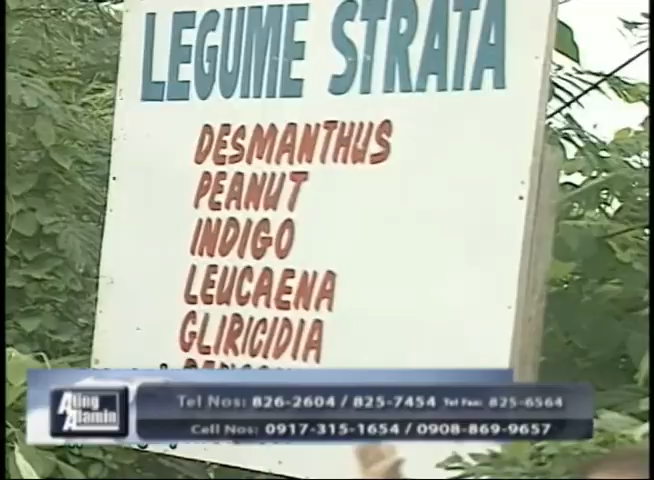 LEGUME STRATA
DESMANTHUS
PEANUT
INDIGO
LEUCAENA
GLIRICIDIA
Ating Alamin
Tel Nos: 826-2604 / 825-7454 Tel Fax: 825-6564
Cell Nos: 0917-315-1654 / 0908-869-9657